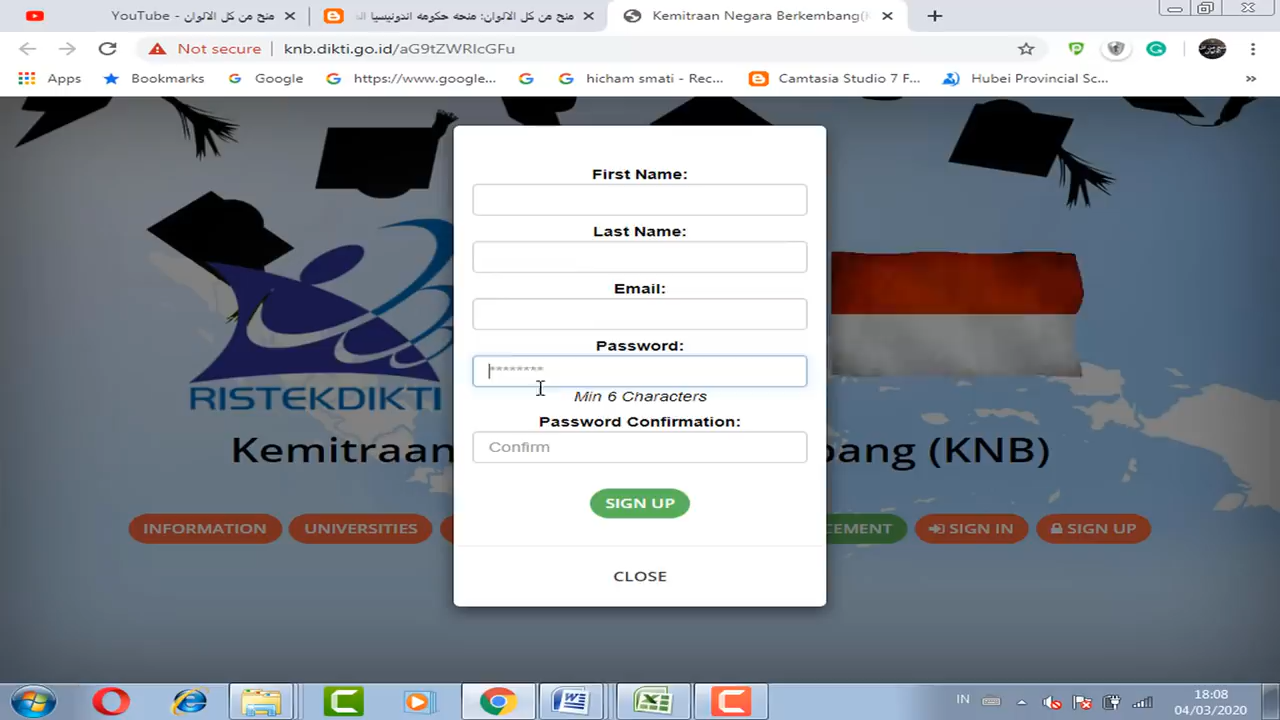 YouTube - منح من كل الالوان
منح من كل الالوان: منحه حكومه اندونيسيا الم
Kemitraan Negara Berkembang(K
Not secure | knb.dikti.go.id/aG9tZWRlcGFu
Apps
Bookmarks
Google
https://www.google...
hicham smati - Rec...
Camtasia Studio 7 F...
Hubei Provincial Sc...
»
First Name:
Last Name:
Email:
Password:
********
Min 6 Characters
Password Confirmation:
Confirm
SIGN UP
CLOSE
RISTEKDIKTI
Kemitraan
bang (KNB)
INFORMATION
UNIVERSITIES
CEMENT
SIGN IN
SIGN UP
IN
18:08
04/03/2020